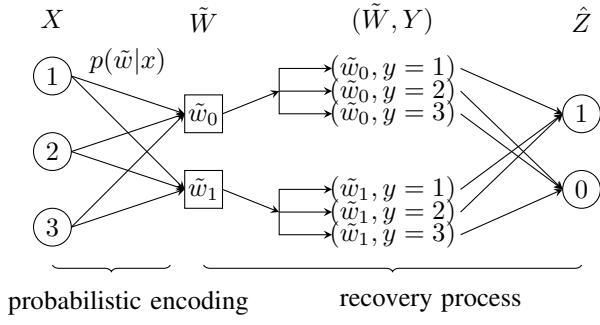 X W̃ (W̃, Y) Ẑ
p(w̃|x)
1
2
3
w̃₀
w̃₁
(w̃₀, y = 1)
(w̃₀, y = 2)
(w̃₀, y = 3)
(w̃₁, y = 1)
(w̃₁, y = 2)
(w̃₁, y = 3)
1
0
probabilistic encoding recovery process